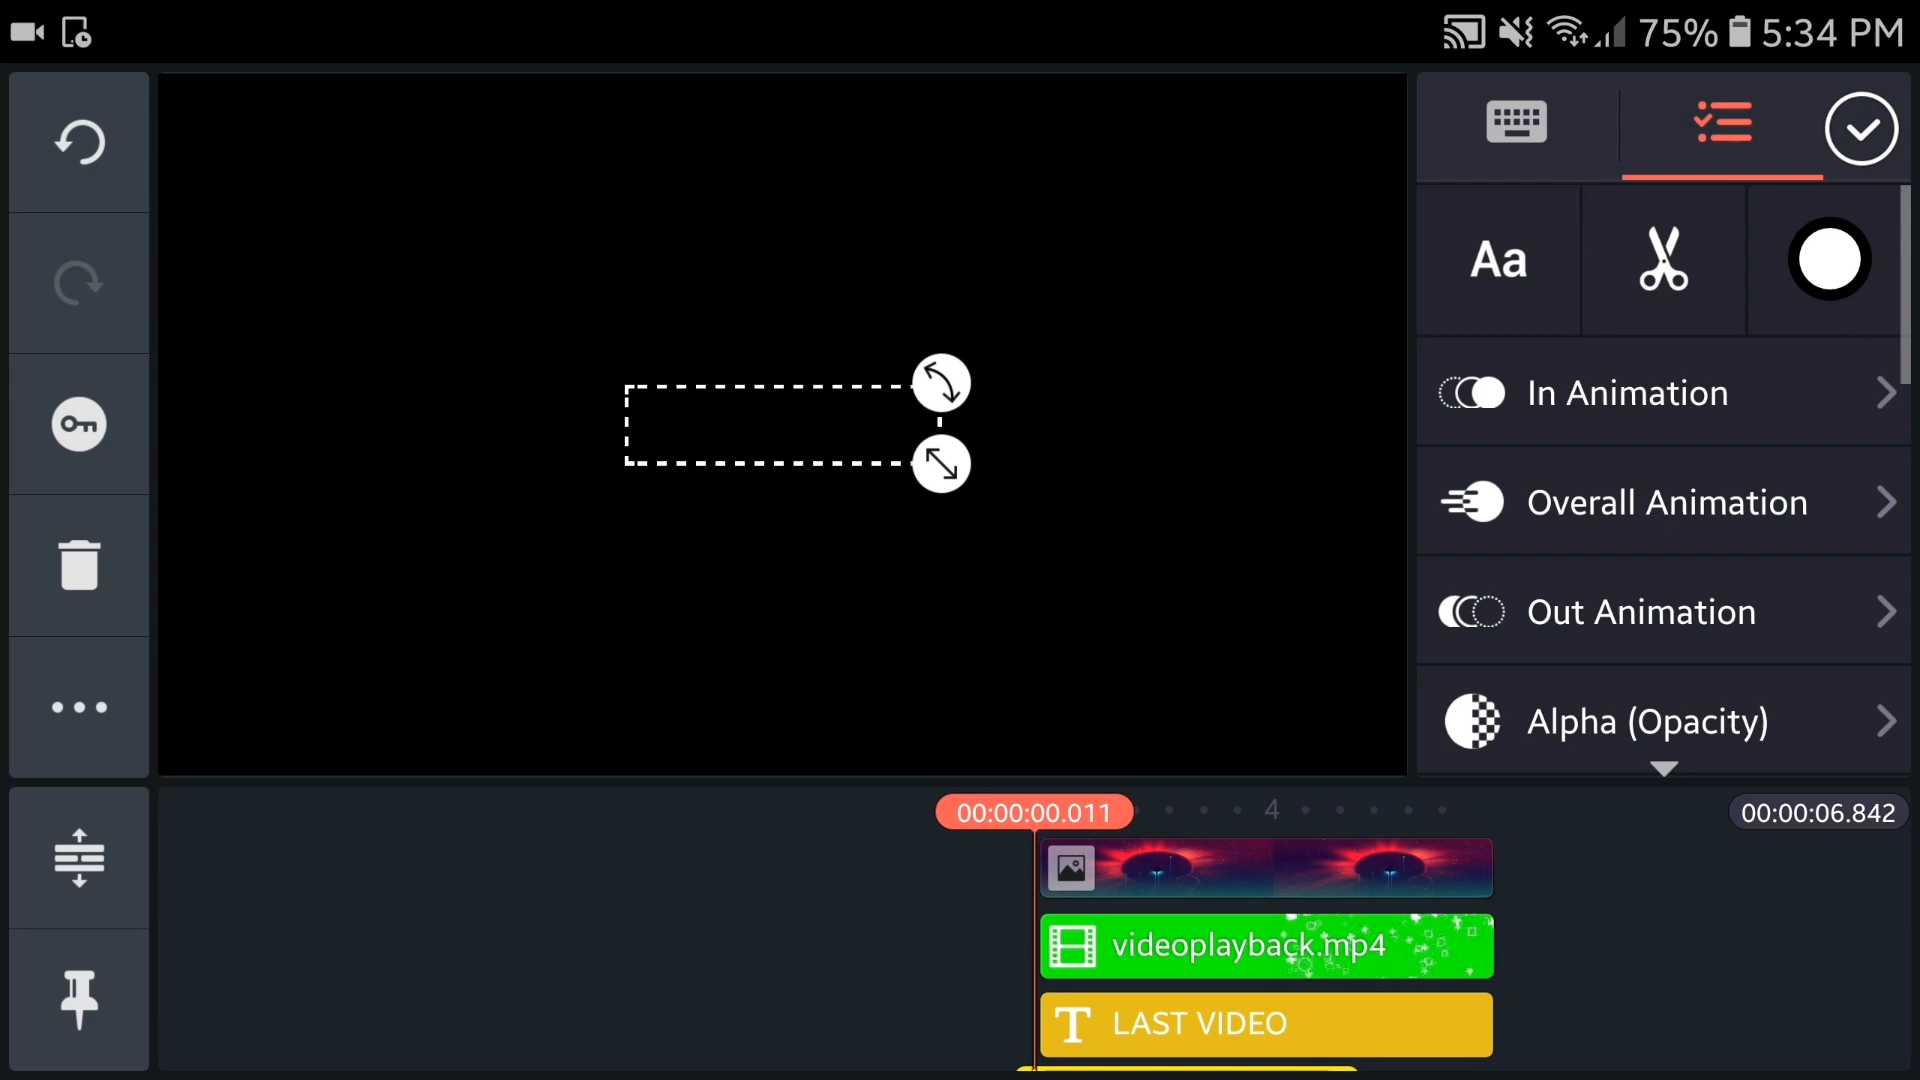 75% 5:34 PM
Aa
In Animation
Overall Animation
Out Animation
Alpha (Opacity)
00:00:00.011
4
00:00:06.842
videoplayback.mp4
T LAST VIDEO